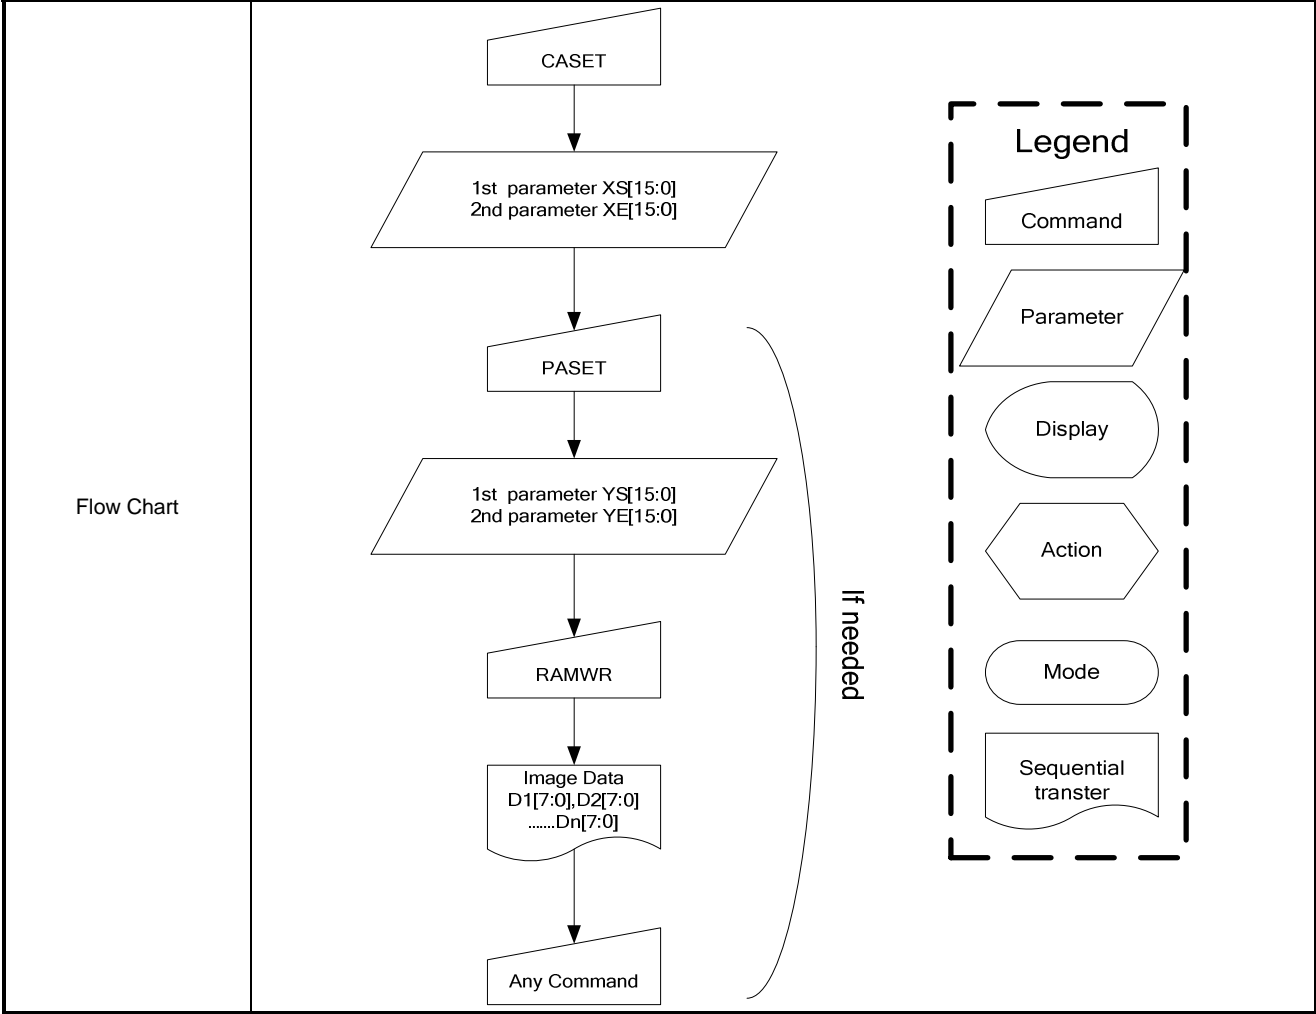 Flow Chart
CASET
1st parameter XS[15:0]
2nd parameter XE[15:0]
PASET
1st parameter YS[15:0]
2nd parameter YE[15:0]
RAMWR
Image Data
D1[7:0],D2[7:0]
.......Dn[7:0]
Any Command
If needed
Legend
Command
Parameter
Display
Action
Mode
Sequential
transter